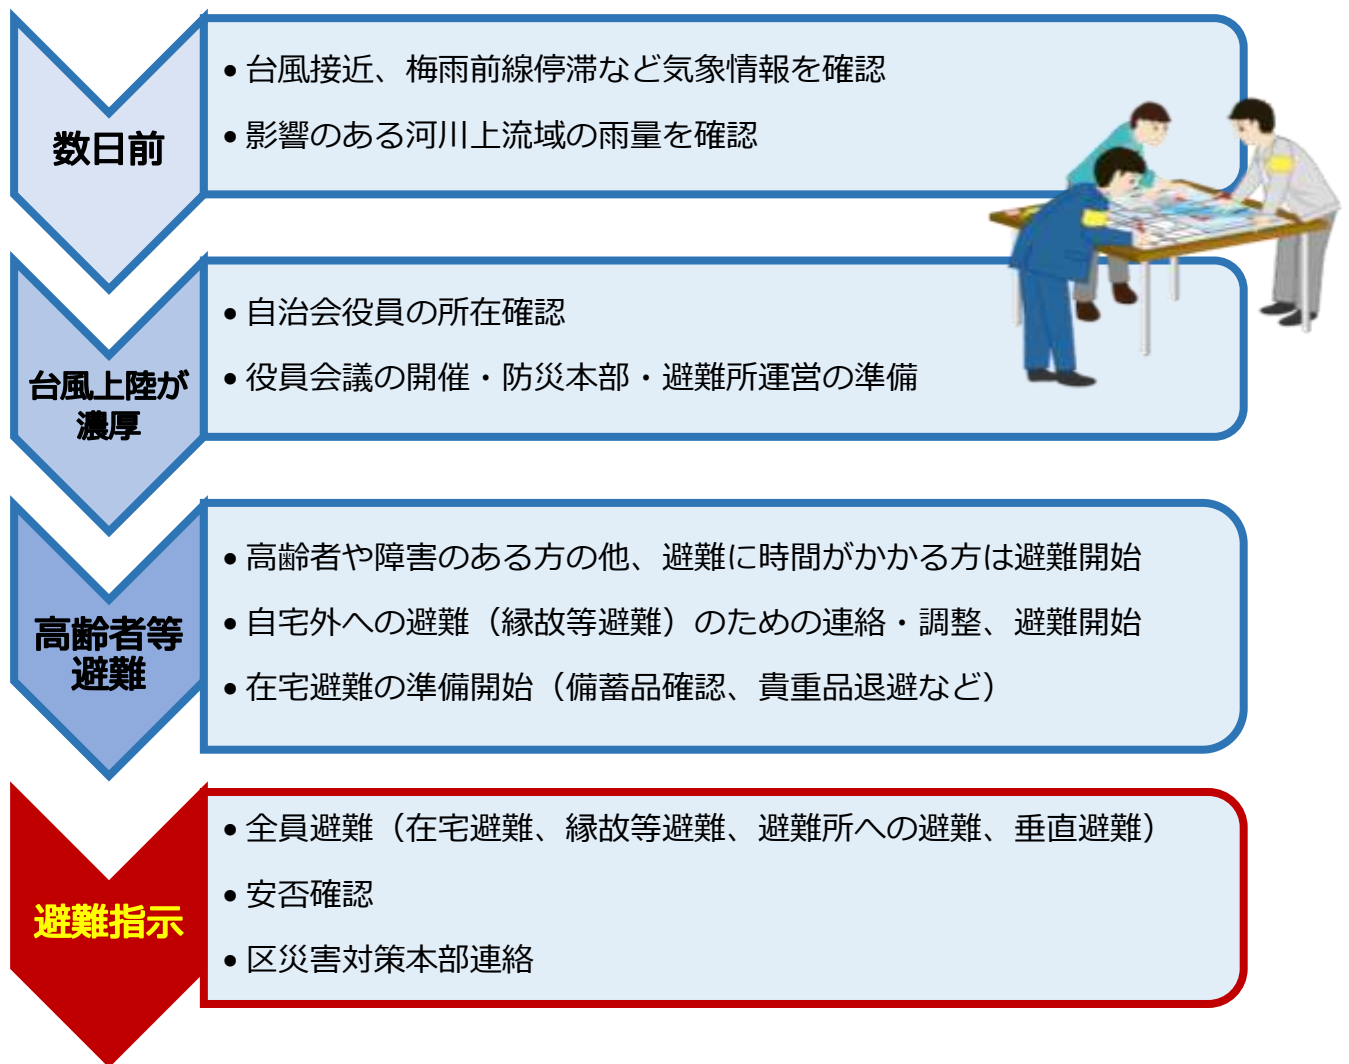 数日前
• 台風接近、梅雨前線停滞など気象情報を確認
• 影響のある河川上流域の雨量を確認
台風上陸が
濃厚
• 自治会役員の所在確認
• 役員会議の開催・防災本部・避難所運営の準備
高齢者等
避難
• 高齢者や障害のある方の他、避難に時間がかかる方は避難開始
• 自宅外への避難（縁故等避難）のための連絡・調整、避難開始
• 在宅避難の準備開始（備蓄品確認、貴重品退避など）
避難指示
• 全員避難（在宅避難、縁故等避難、避難所への避難、垂直避難）
• 安否確認
• 区災害対策本部連絡